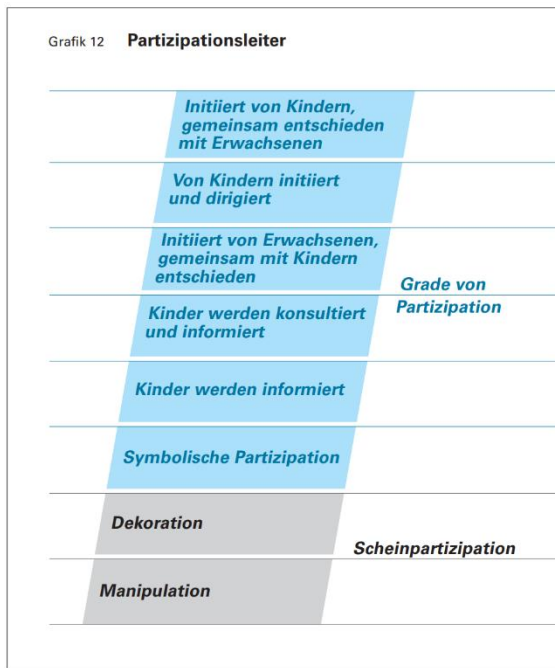 Grafik 12 Partizipationsleiter
Initiiert von Kindern,
gemeinsam entschieden
mit Erwachsenen
Von Kindern initiiert
und dirigiert
Initiiert von Erwachsenen,
gemeinsam mit Kindern
entschieden
Grade von
Partizipation
Kinder werden konsultiert
und informiert
Kinder werden informiert
Symbolische Partizipation
Dekoration
Scheinpartizipation
Manipulation